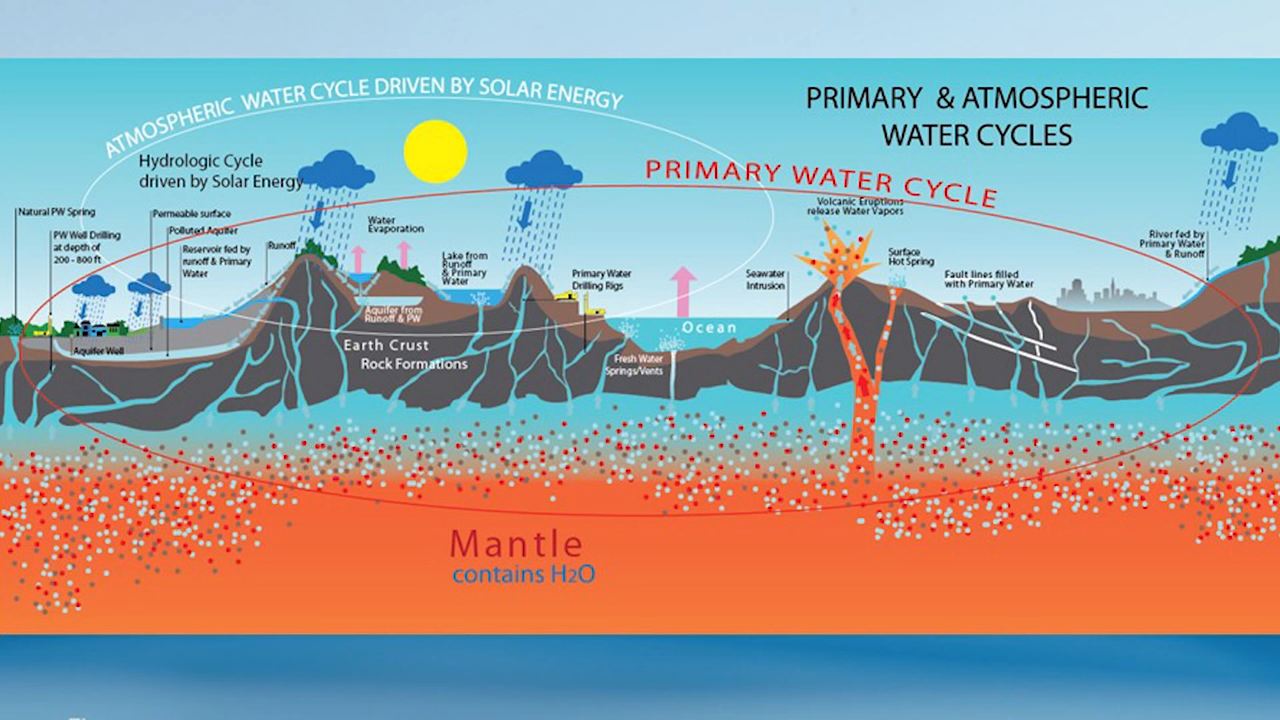 ATMOSPHERIC WATER CYCLE DRIVEN BY SOLAR ENERGY
PRIMARY & ATMOSPHERIC
WATER CYCLES
Hydrologic Cycle
driven by Solar Energy
PRIMARY WATER CYCLE
Natural PW Spring
PW Well Drilling
at depth of
200 - 800 ft
Permeable surface
Polluted Aquifer
Reservoir fed by
runoff & Primary
Water
Runoff
Water
Evaporation
Lake from
Runoff
& Primary
Water
Primary Water
Drilling Rigs
Seawater
Intrusion
Volcanic Eruptions
release Water Vapors
Surface
Hot Spring
Fault lines filled
with Primary Water
River fed by
Primary Water
& Runoff
Aquifer from
Runoff & PW
Ocean
Aquifer Well
Earth Crust
Rock Formations
Fresh Water
Springs/Vents
Mantle
contains H2O